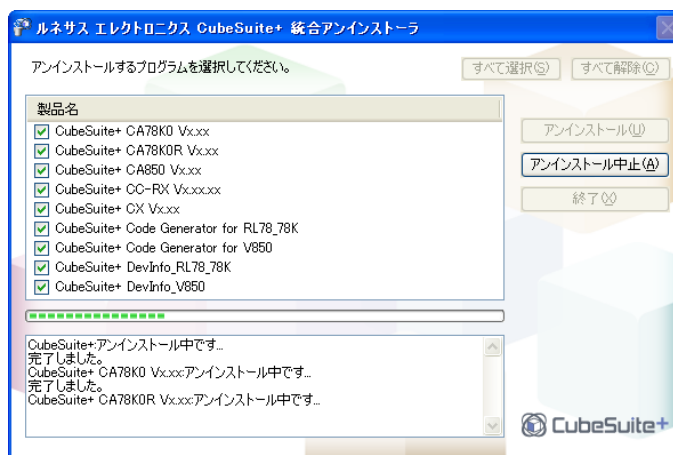 ルネサス エレクトロニクス CubeSuite+ 統合アンインストーラ
アンインストールするプログラムを選択してください。
すべて選択(S)
すべて解除(C)
製品名
CubeSuite+ CA78K0 Vx.xx
CubeSuite+ CA78K0R Vx.xx
CubeSuite+ CA850 Vx.xx
CubeSuite+ CC-RX Vx.xx.xx
CubeSuite+ CX Vx.xx
CubeSuite+ Code Generator for RL78_78K
CubeSuite+ Code Generator for V850
CubeSuite+ DevInfo_RL78_78K
CubeSuite+ DevInfo_V850
アンインストール(U)
アンインストール中止(A)
終了(X)
CubeSuite+:アンインストール中です...
完了しました。
CubeSuite+ CA78K0 Vx.xx:アンインストール中です...
完了しました。
CubeSuite+ CA78K0R Vx.xx:アンインストール中です...
CubeSuite+